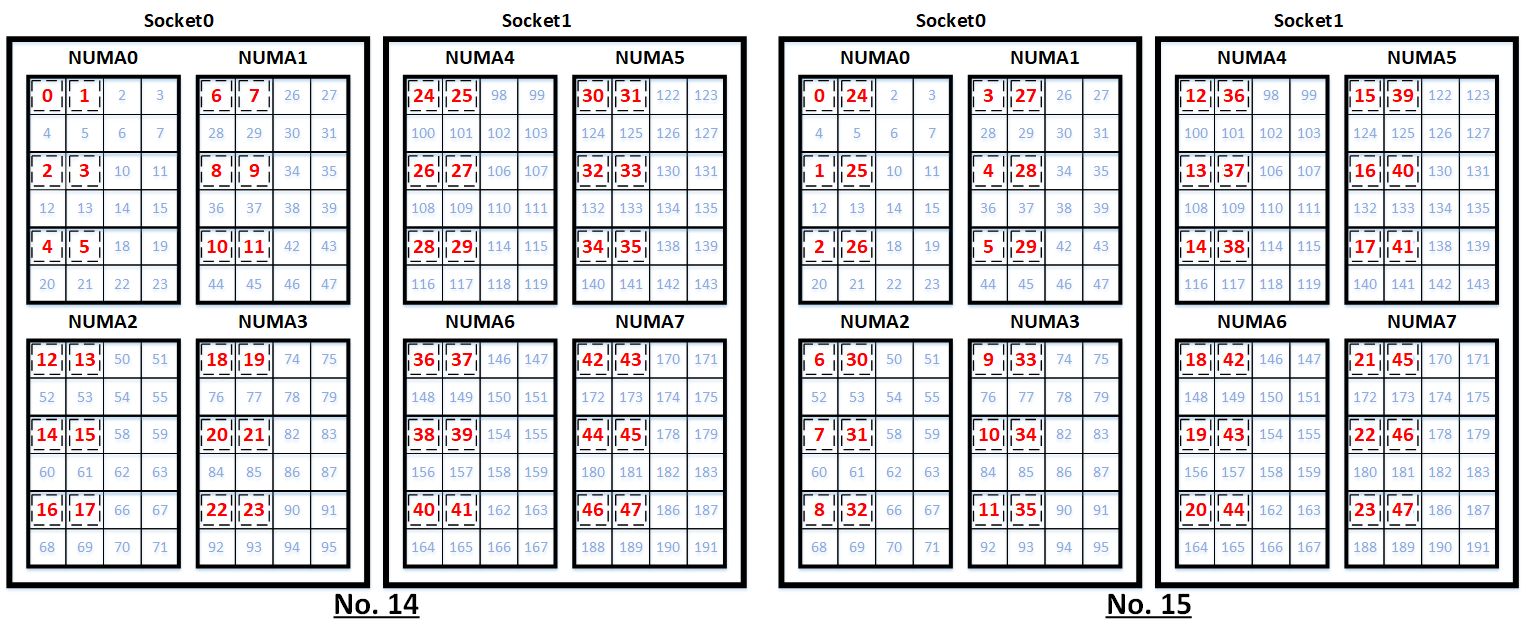 Socket0 Socket1 Socket0 Socket1
NUMA0 NUMA1 NUMA4 NUMA5 NUMA0 NUMA1 NUMA4 NUMA5
0 1 2 3 6 7 26 27 24 25 98 99 30 31 122 123 0 24 2 3 3 27 26 27 12 36 98 99 15 39 122 123
4 5 6 7 28 29 30 31 100 101 102 103 124 125 126 127 4 5 6 7 28 29 30 31 100 101 102 103 124 125 126 127
2 3 10 11 8 9 34 35 26 27 106 107 32 33 130 131 1 25 10 11 4 28 34 35 13 37 106 107 16 40 130 131
12 13 14 15 36 37 38 39 108 109 110 111 132 133 134 135 12 13 14 15 36 37 38 39 108 109 110 111 132 133 134 135
4 5 18 19 10 11 42 43 28 29 114 115 34 35 138 139 2 26 18 19 5 29 42 43 14 38 114 115 17 41 138 139
20 21 22 23 44 45 46 47 116 117 118 119 140 141 142 143 20 21 22 23 44 45 46 47 116 117 118 119 140 141 142 143
NUMA2 NUMA3 NUMA6 NUMA7 NUMA2 NUMA3 NUMA6 NUMA7
12 13 50 51 18 19 74 75 36 37 146 147 42 43 170 171 6 30 50 51 9 33 74 75 18 42 146 147 21 45 170 171
52 53 54 55 76 77 78 79 148 149 150 151 172 173 174 175 52 53 54 55 76 77 78 79 148 149 150 151 172 173 174 175
14 15 58 59 20 21 82 83 38 39 154 155 44 45 178 179 7 31 58 59 10 34 82 83 19 43 154 155 22 46 178 179
60 61 62 63 84 85 86 87 156 157 158 159 180 181 182 183 60 61 62 63 84 85 86 87 156 157 158 159 180 181 182 183
16 17 66 67 22 23 90 91 40 41 162 163 46 47 186 187 8 32 66 67 11 35 90 91 20 44 162 163 23 47 186 187
68 69 70 71 92 93 94 95 164 165 166 167 188 189 190 191 68 69 70 71 92 93 94 95 164 165 166 167 188 189 190 191
No. 14 No. 15